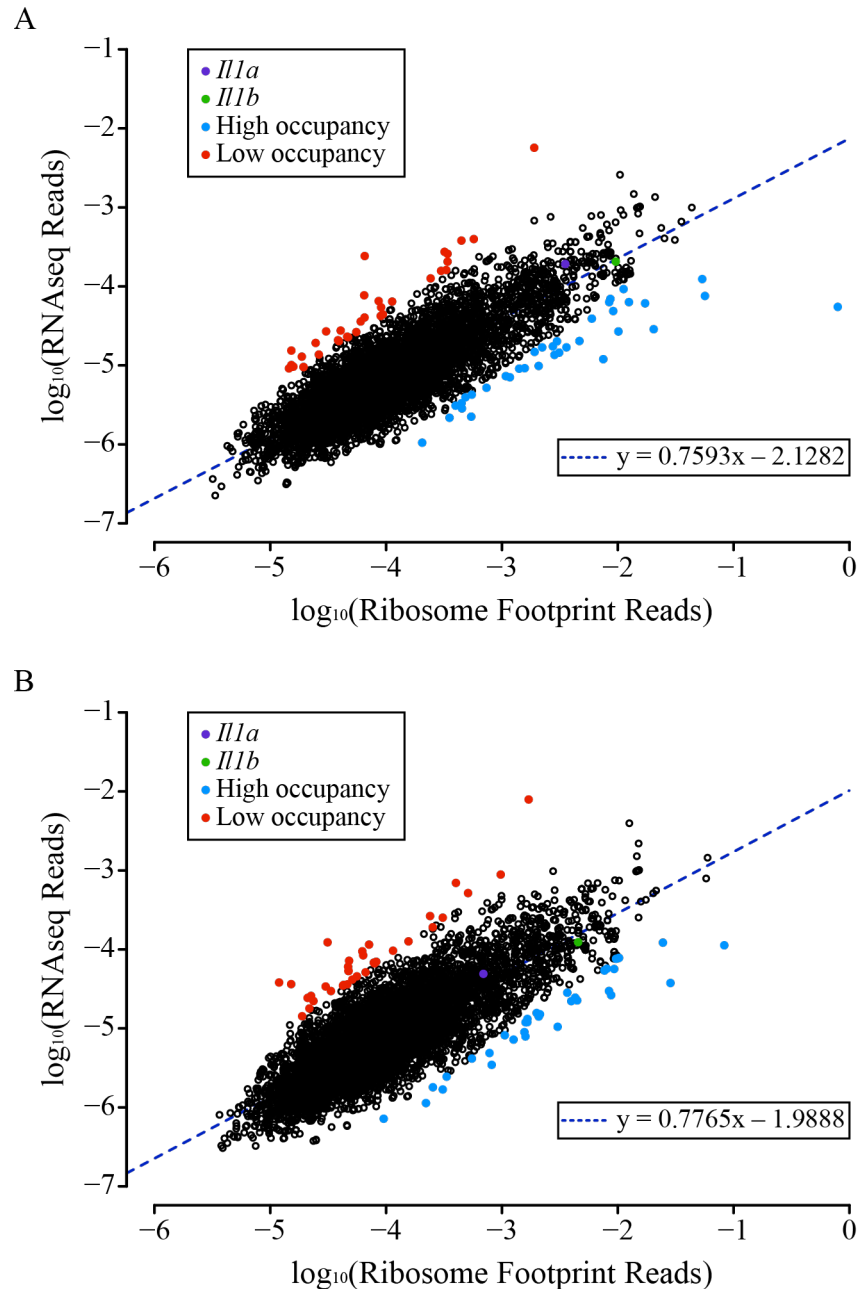 A
log₁₀(RNAseq Reads)
−1
−2
−3
−4
−5
−6
−7
Il1a
Il1b
High occupancy
Low occupancy
y = 0.7593x − 2.1282
−6 −5 −4 −3 −2 −1 0
log₁₀(Ribosome Footprint Reads)
B
log₁₀(RNAseq Reads)
−1
−2
−3
−4
−5
−6
−7
Il1a
Il1b
High occupancy
Low occupancy
y = 0.7765x − 1.9888
−6 −5 −4 −3 −2 −1 0
log₁₀(Ribosome Footprint Reads)